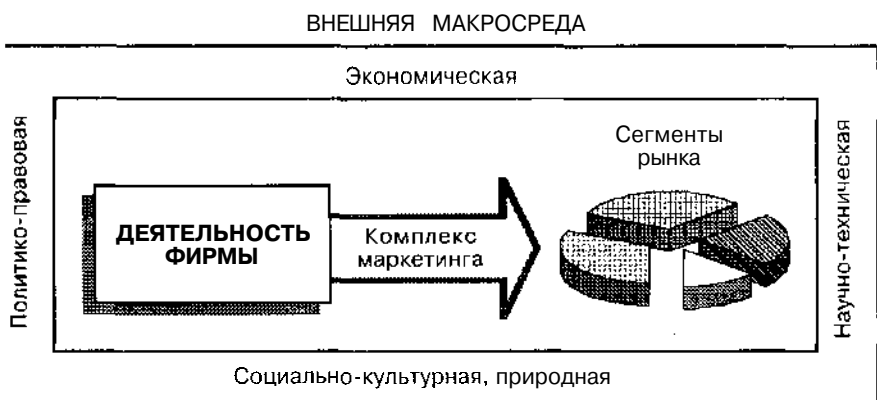 ВНЕШНЯЯ МАКРОСРЕДА
Экономическая
Политико-правовая
Сегменты
рынка
ДЕЯТЕЛЬНОСТЬ
ФИРМЫ
Комплекс
маркетинга
Научно-техническая
Социально-культурная, природная